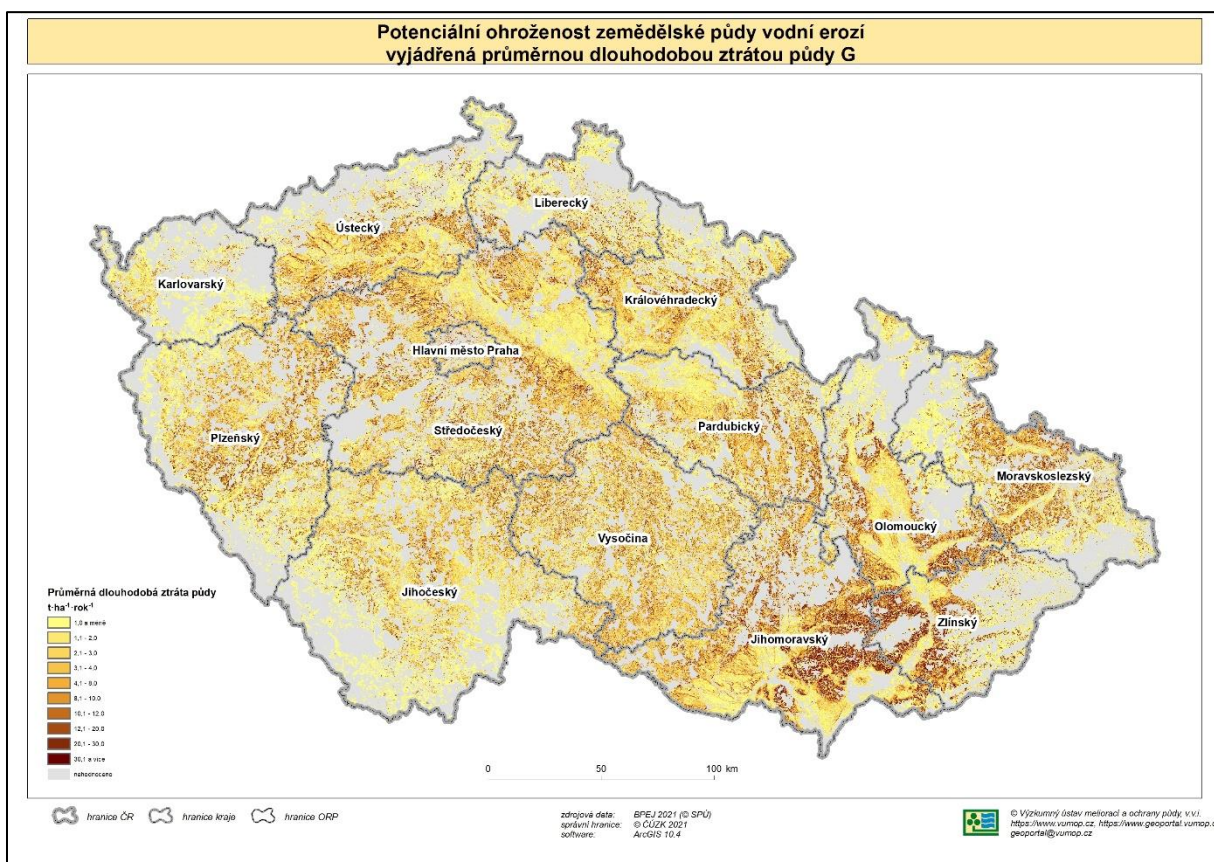 Potenciální ohroženost zemědělské půdy vodní erozí
vyjádřená průměrnou dlouhodobou ztrátou půdy G
Liberecký
Ústecký
Karlovarský
Královéhradecký
Hlavní město Praha
Plzeňský
Středočeský
Pardubický
Moravskoslezský
Olomoucký
Vysočina
Jihočeský
Zlínský
Jihomoravský
Průměrná dlouhodobá ztráta půdy
t·ha⁻¹·rok⁻¹
1,0 a méně
1,1 - 2,0
2,1 - 3,0
3,1 - 4,0
4,1 - 8,0
8,1 - 10,0
10,1 - 12,0
12,1 - 20,0
20,1 - 30,0
30,1 a více
nehodnoceno
0 50 100 km
hranice ČR hranice kraje hranice ORP
zdrojová data: BPEJ 2021 (© SPÚ)
správní hranice: © ČÚZK 2021
software: ArcGIS 10.4
© Výzkumný ústav meliorací a ochrany půdy, v.v.i.
https://www.vumop.cz, https://www.geoportal.vumop.c
geoportal@vumop.cz